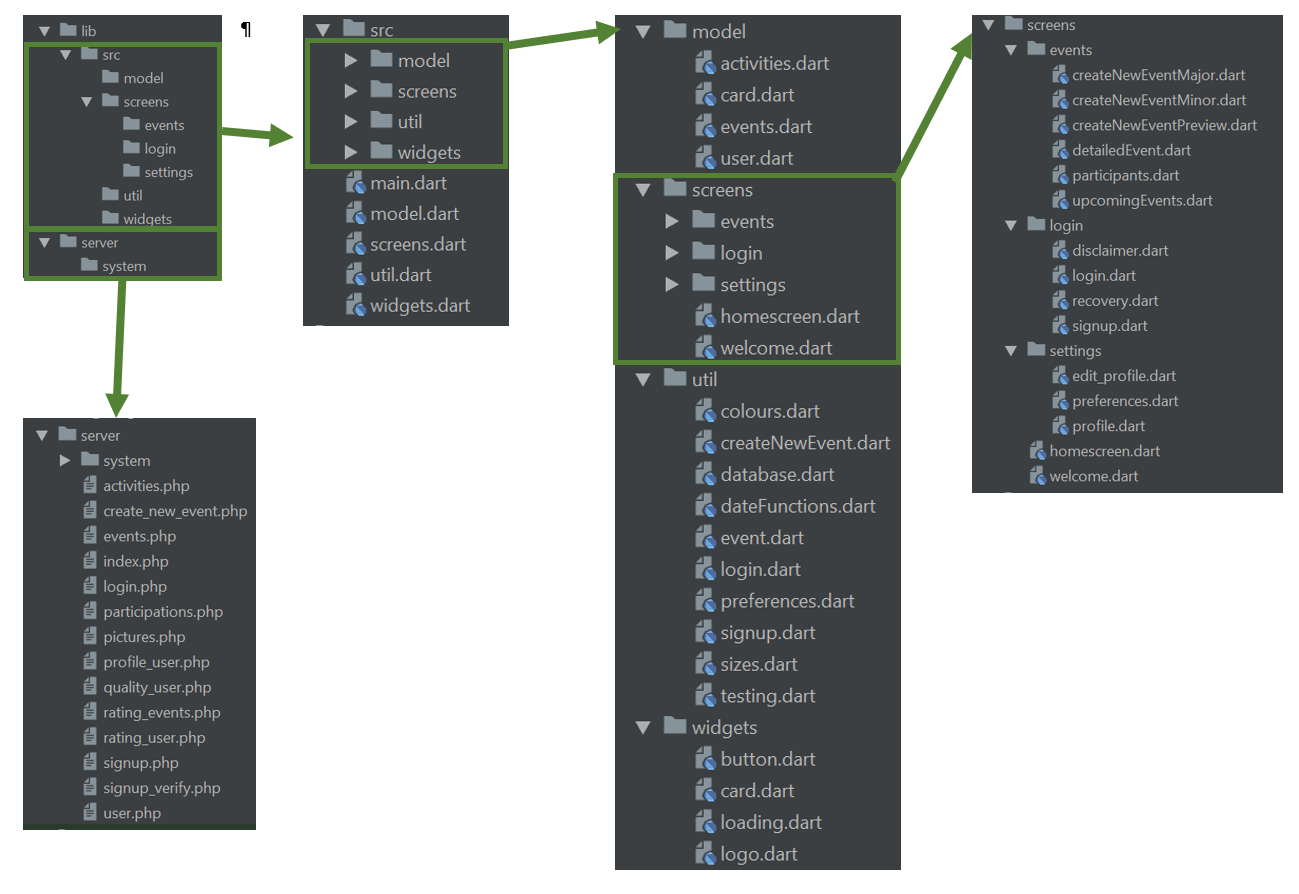 lib
src
model
screens
events
login
settings
util
widgets
server
system
¶
src
model
screens
util
widgets
main.dart
model.dart
screens.dart
util.dart
widgets.dart
model
activities.dart
card.dart
events.dart
user.dart
screens
events
login
settings
homescreen.dart
welcome.dart
util
colours.dart
createNewEvent.dart
database.dart
dateFunctions.dart
event.dart
login.dart
preferences.dart
signup.dart
sizes.dart
testing.dart
widgets
button.dart
card.dart
loading.dart
logo.dart
screens
events
createNewEventMajor.dart
createNewEventMinor.dart
createNewEventPreview.dart
detailedEvent.dart
participants.dart
upcomingEvents.dart
login
disclaimer.dart
login.dart
recovery.dart
signup.dart
settings
edit_profile.dart
preferences.dart
profile.dart
homescreen.dart
welcome.dart
server
system
activities.php
create_new_event.php
events.php
index.php
login.php
participations.php
pictures.php
profile_user.php
quality_user.php
rating_events.php
rating_user.php
signup.php
signup_verify.php
user.php